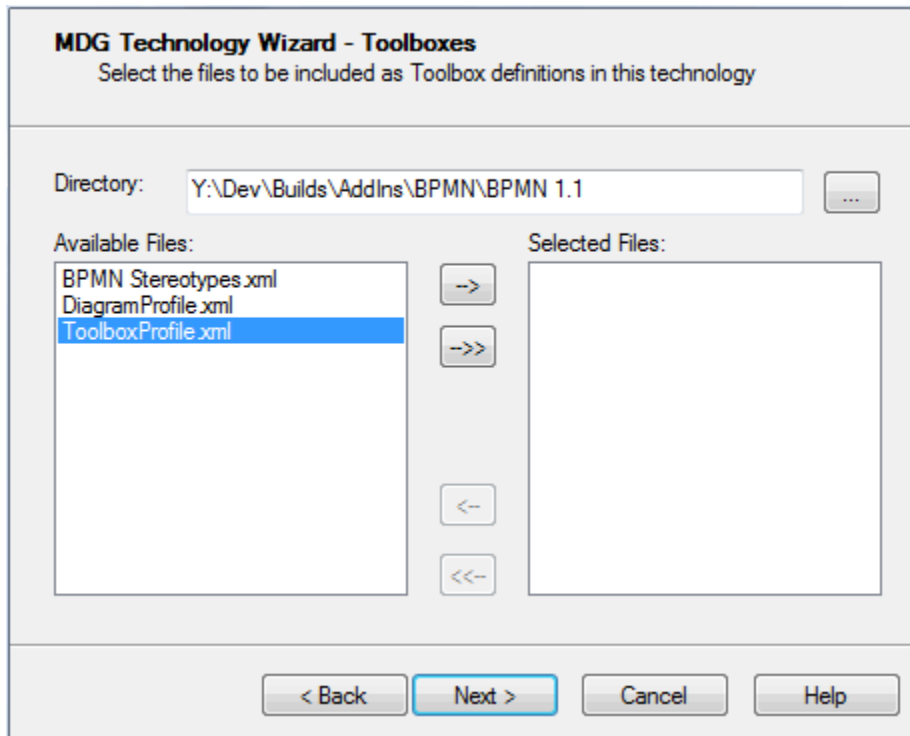 MDG Technology Wizard - Toolboxes
Select the files to be included as Toolbox definitions in this technology
Directory: Y:\Dev\Builds\AddIns\BPMN\BPMN 1.1 ...
Available Files: Selected Files:
BPMN Stereotypes.xml
DiagramProfile.xml
ToolboxProfile.xml
-->
-->>
<--
<<--
< Back Next > Cancel Help